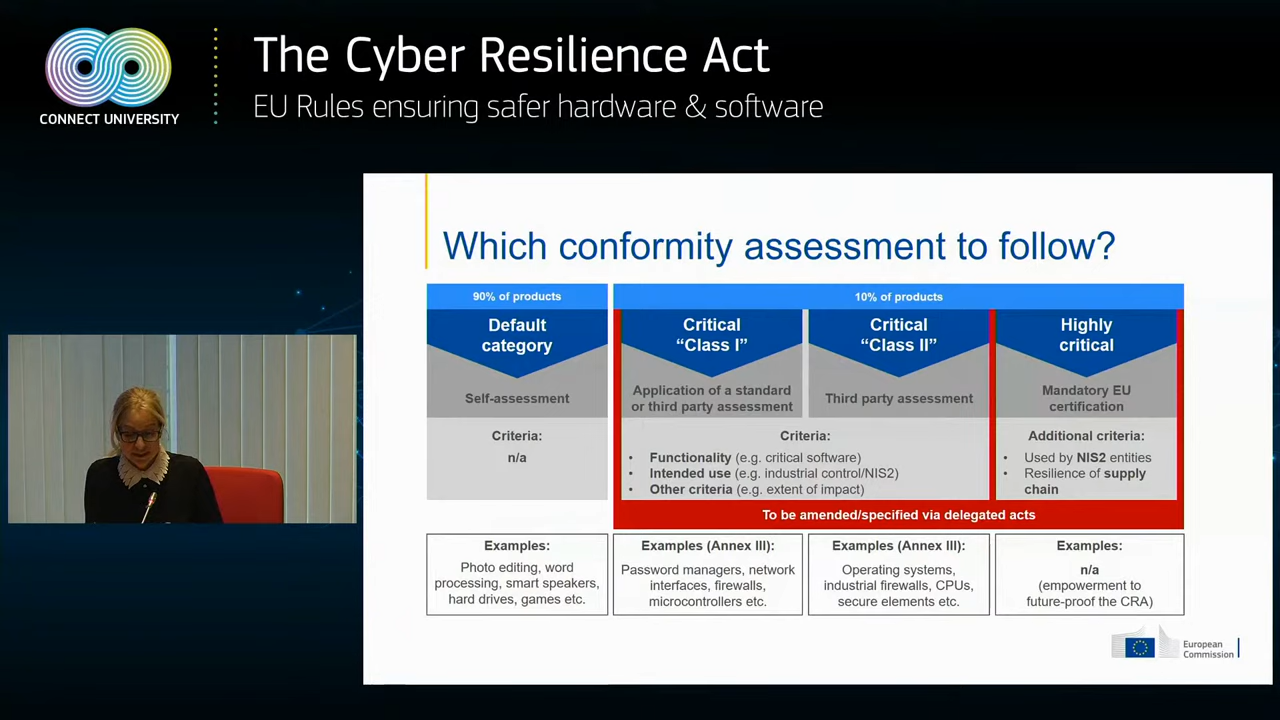 CONNECT UNIVERSITY
The Cyber Resilience Act
EU Rules ensuring safer hardware & software
Which conformity assessment to follow?
90% of products
10% of products
Default
category
Critical
“Class I”
Critical
“Class II”
Highly
critical
Self-assessment
Application of a standard
or third party assessment
Third party assessment
Mandatory EU
certification
Criteria:
n/a
Criteria:
• Functionality (e.g. critical software)
• Intended use (e.g. industrial control/NIS2)
• Other criteria (e.g. extent of impact)
Additional criteria:
• Used by NIS2 entities
• Resilience of supply
chain
To be amended/specified via delegated acts
Examples:
Photo editing, word
processing, smart speakers,
hard drives, games etc.
Examples (Annex III):
Password managers, network
interfaces, firewalls,
microcontrollers etc.
Examples (Annex III):
Operating systems,
industrial firewalls, CPUs,
secure elements etc.
Examples:
n/a
(empowerment to
future-proof the CRA)
European
Commission